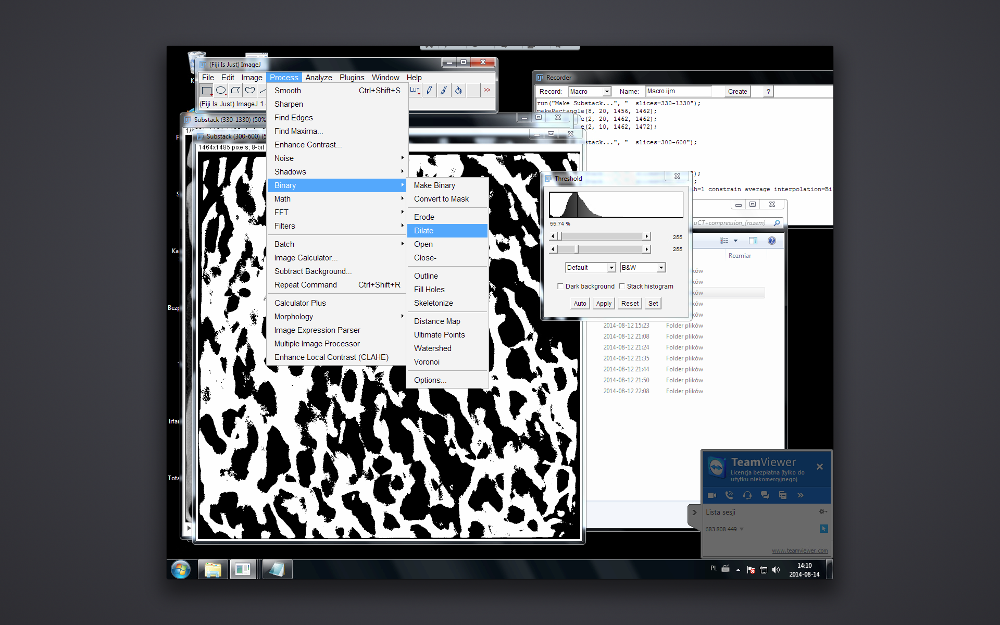 (Fiji Is Just) ImageJ
File Edit Image Process Analyze Plugins Window Help
LUT
>>
(Fiji Is Just) ImageJ 1.
Smooth Ctrl+Shift+S
Sharpen
Find Edges
Find Maxima...
Enhance Contrast...
Noise
Shadows
Binary
Math
FFT
Filters
Batch
Image Calculator...
Subtract Background...
Repeat Command Ctrl+Shift+R
Calculator Plus
Morphology
Image Expression Parser
Multiple Image Processor
Enhance Local Contrast (CLAHE)
Make Binary
Convert to Mask
Erode
Dilate
Open
Close-
Outline
Fill Holes
Skeletonize
Distance Map
Ultimate Points
Watershed
Voronoi
Options...
Substack (330-1330) (50%
Substack (300-600) (5
1464x1485 pixels; 8-bit
Recorder
Record: Macro Name: Macro.ijm Create ?
run("Make Substack...", "  slices=330-1330");
makeRectangle(8, 20, 1456, 1462);
e(2, 20, 1462, 1462);
e(2, 10, 1462, 1472);
stack...", "  slices=300-600");
");
;
th=1 constrain average interpolation=Bil
Threshold
55.74 %
255
255
Default B&W
Dark background Stack histogram
Auto Apply Reset Set
uCT+compression_(razem)
Rozmiar
ków
ków
ków
ków
ków
2014-08-12 15:23 Folder plików
2014-08-12 21:08 Folder plików
2014-08-12 21:24 Folder plików
2014-08-12 21:35 Folder plików
2014-08-12 21:44 Folder plików
2014-08-12 21:50 Folder plików
2014-08-12 22:08 Folder plików
K
F
S
Ka
Bezp
Irfar
Tota
TeamViewer
Licencja bezpłatna (tylko do
użytku niekomercyjnego)
Lista sesji
683 808 449
www.teamviewer.com
PL
14:10
2014-08-14